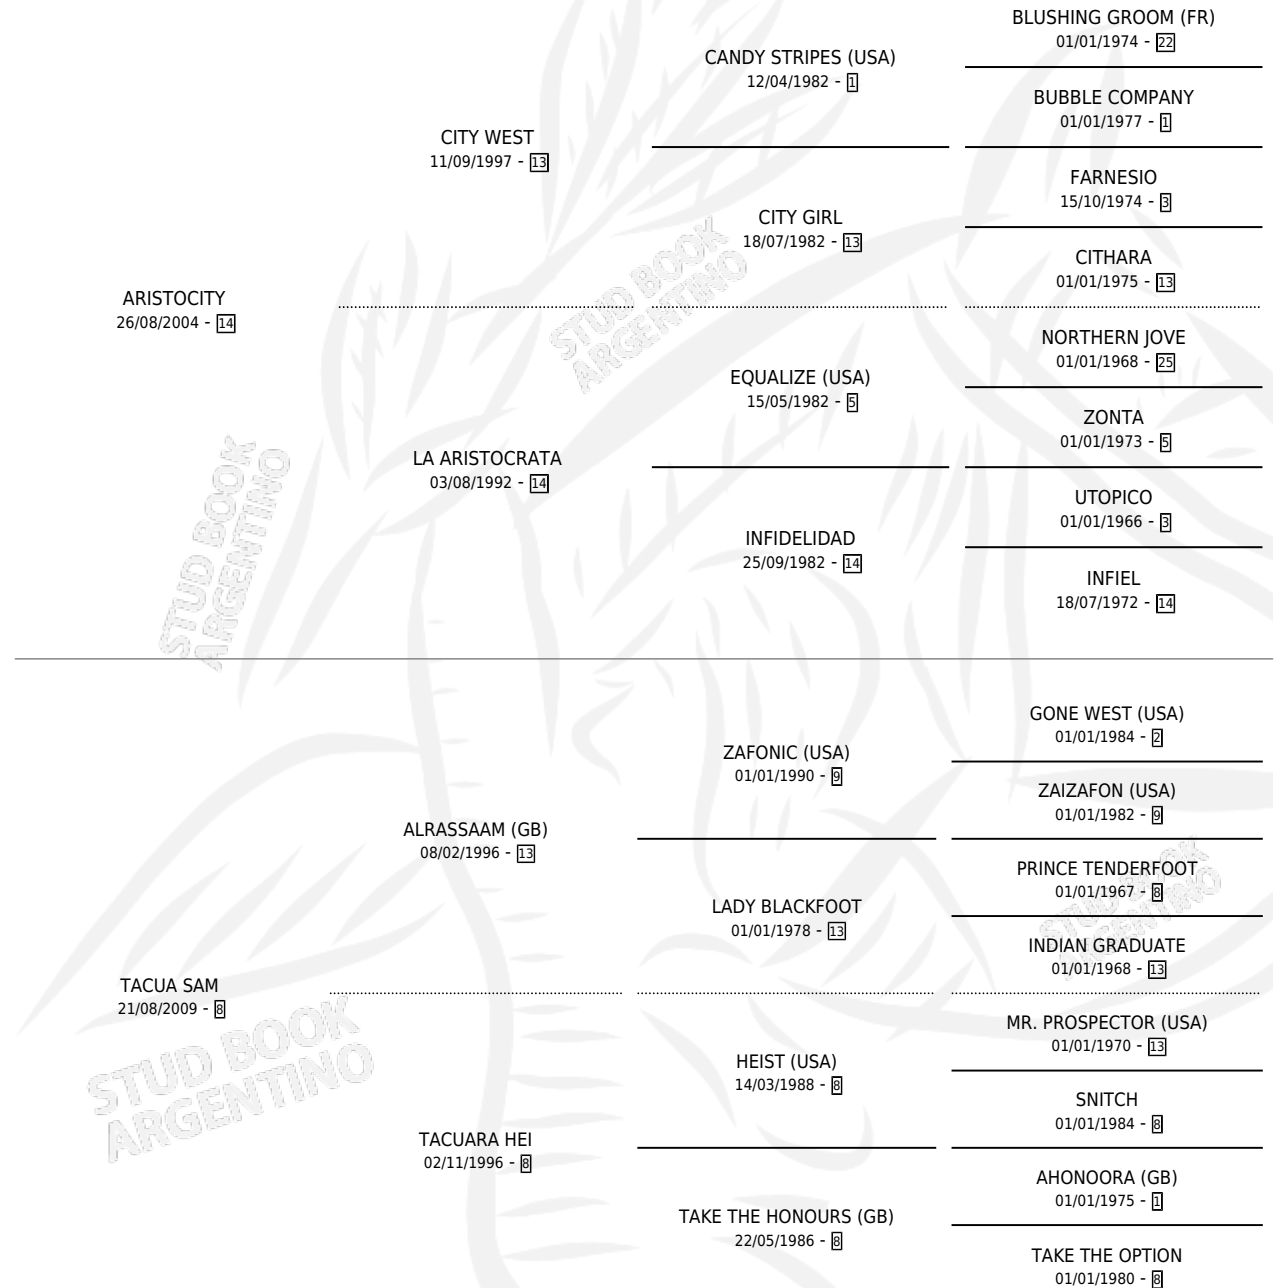 BLUSHING GROOM (FR)
01/01/1974 - 22
CANDY STRIPES (USA)
12/04/1982 - 1
BUBBLE COMPANY
01/01/1977 - 1
CITY WEST
11/09/1997 - 13
FARNESIO
15/10/1974 - 3
CITY GIRL
18/07/1982 - 13
CITHARA
01/01/1975 - 13
ARISTOCITY
26/08/2004 - 14
NORTHERN JOVE
01/01/1968 - 25
EQUALIZE (USA)
15/05/1982 - 5
ZONTA
01/01/1973 - 5
LA ARISTOCRATA
03/08/1992 - 14
UTOPICO
01/01/1966 - 3
INFIDELIDAD
25/09/1982 - 14
INFIEL
18/07/1972 - 14
GONE WEST (USA)
01/01/1984 - 2
ZAFONIC (USA)
01/01/1990 - 9
ZAIZAFON (USA)
01/01/1982 - 9
ALRASSAAM (GB)
08/02/1996 - 13
PRINCE TENDERFOOT
01/01/1967 - 8
LADY BLACKFOOT
01/01/1978 - 13
INDIAN GRADUATE
01/01/1968 - 13
TACUA SAM
21/08/2009 - 8
MR. PROSPECTOR (USA)
01/01/1970 - 13
HEIST (USA)
14/03/1988 - 8
SNITCH
01/01/1984 - 8
TACUARA HEI
02/11/1996 - 8
AHONOORA (GB)
01/01/1975 - 1
TAKE THE HONOURS (GB)
22/05/1986 - 8
TAKE THE OPTION
01/01/1980 - 8
STUD BOOK
ARGENTINO
STUD BOOK
ARGENTINO
STUD BOOK
ARGENTINO
STUD BOOK
ARGENTINO